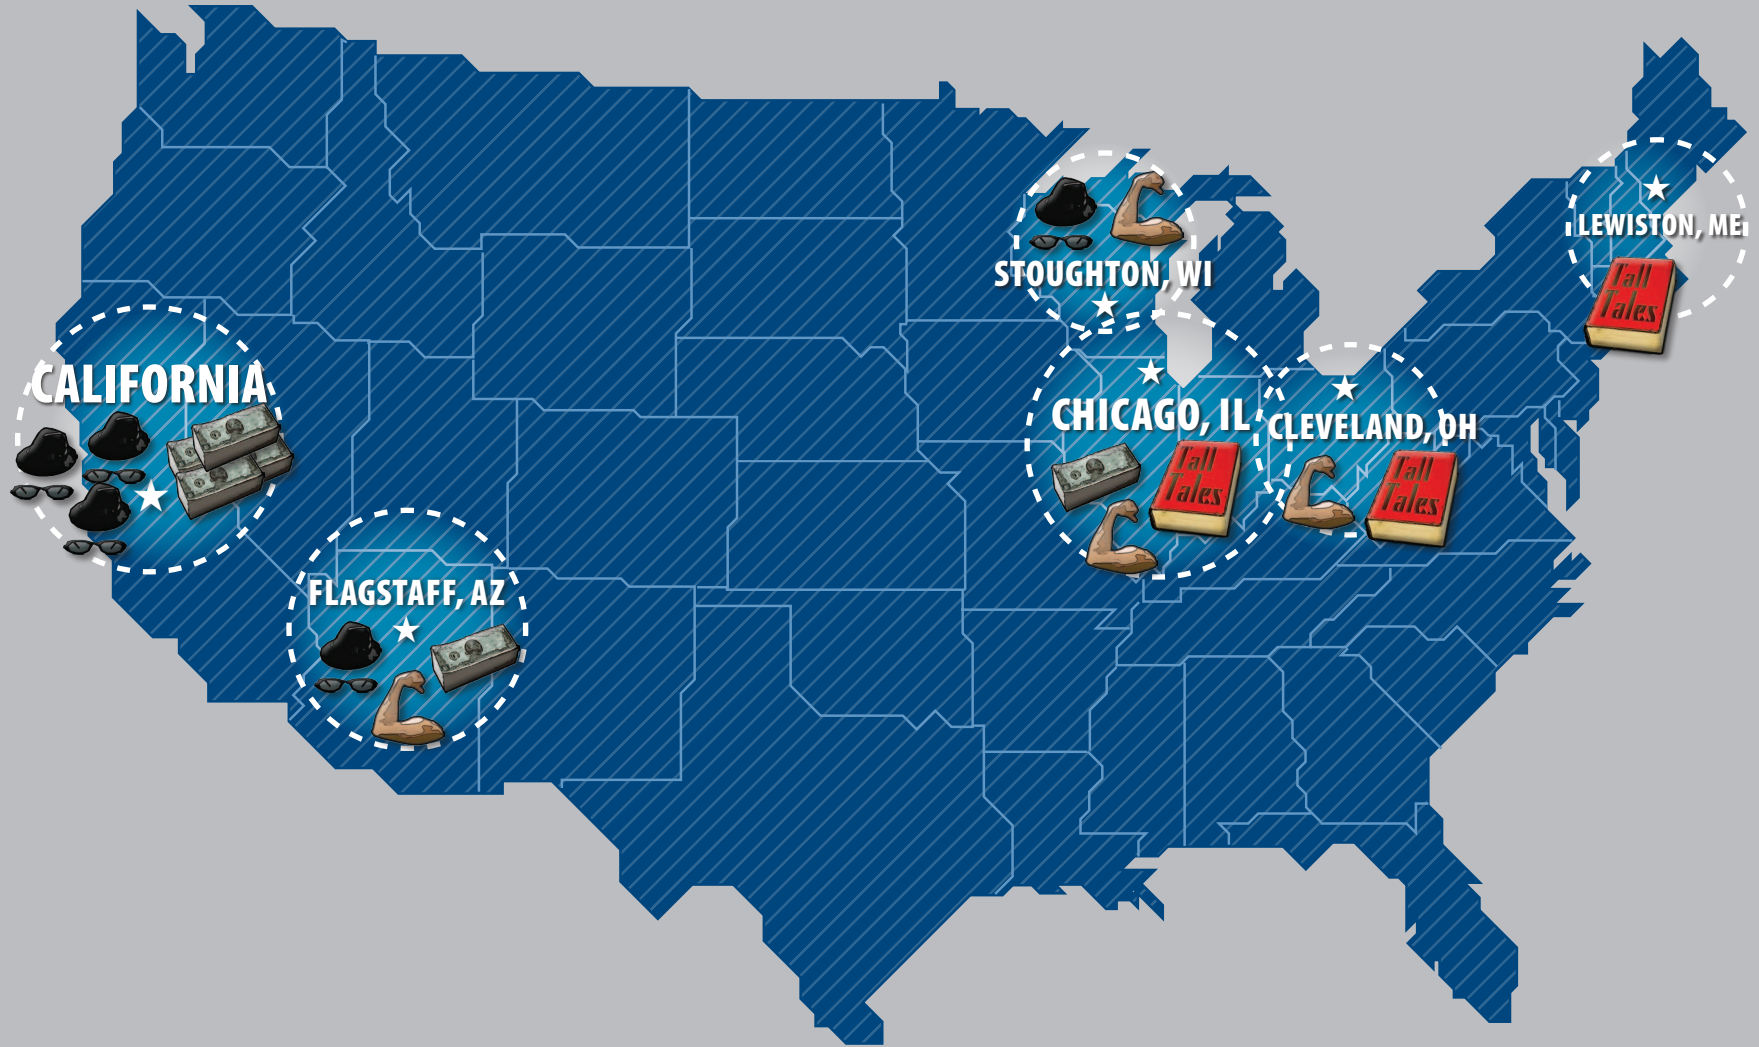 LEWISTON, ME
Tall
Tales
STOUGHTON, WI
CALIFORNIA
CHICAGO, IL
Tall
Tales
CLEVELAND, OH
Tall
Tales
FLAGSTAFF, AZ